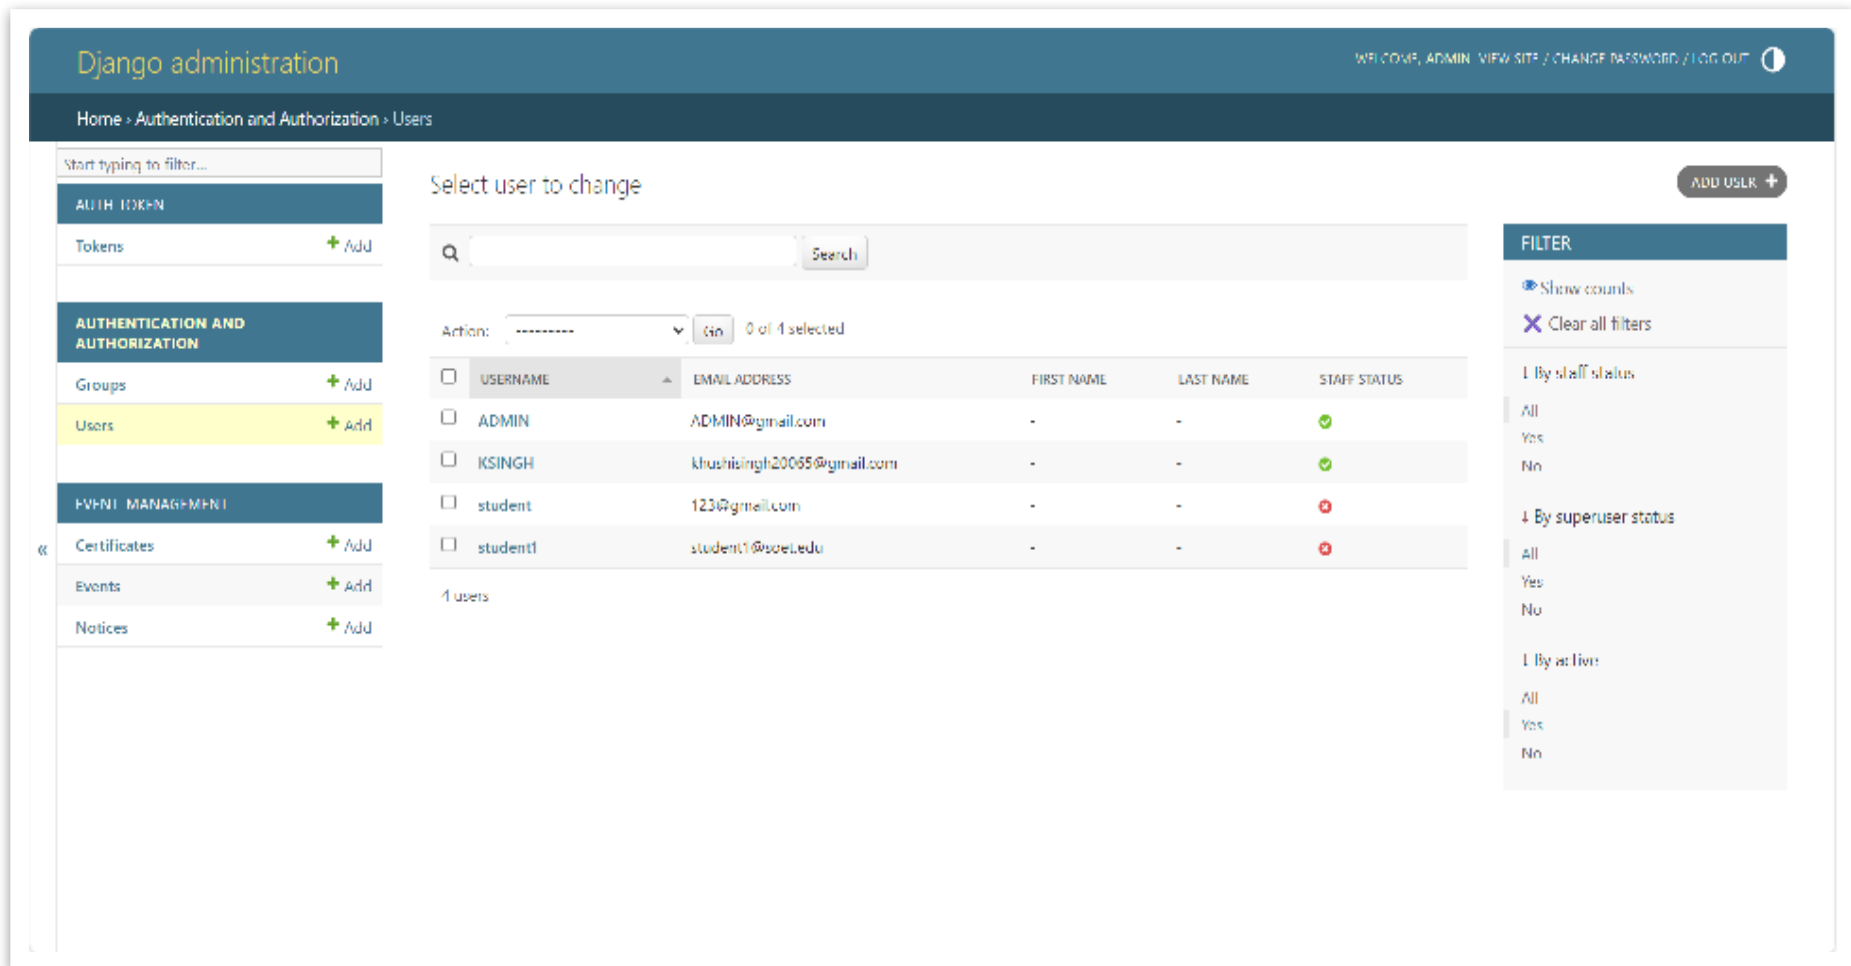 Django administration
WELCOME, ADMIN. VIEW SITE / CHANGE PASSWORD / LOG OUT
Home › Authentication and Authorization › Users
Start typing to filter...
AUTH TOKEN
Tokens + Add
AUTHENTICATION AND
AUTHORIZATION
Groups + Add
Users + Add
EVENT_MANAGEMENT
Certificates + Add
Events + Add
Notices + Add
«
Select user to change
ADD USER +
Search
Action: --------- Go 0 of 4 selected
USERNAME EMAIL ADDRESS FIRST NAME LAST NAME STAFF STATUS
ADMIN ADMIN@gmail.com - -
KSINGH khushisingh20065@gmail.com - -
student 123@gmail.com - -
student1 student1@soet.edu - -
4 users
FILTER
Show counts
Clear all filters
↓ By staff status
All
Yes
No
↓ By superuser status
All
Yes
No
↓ By active
All
Yes
No